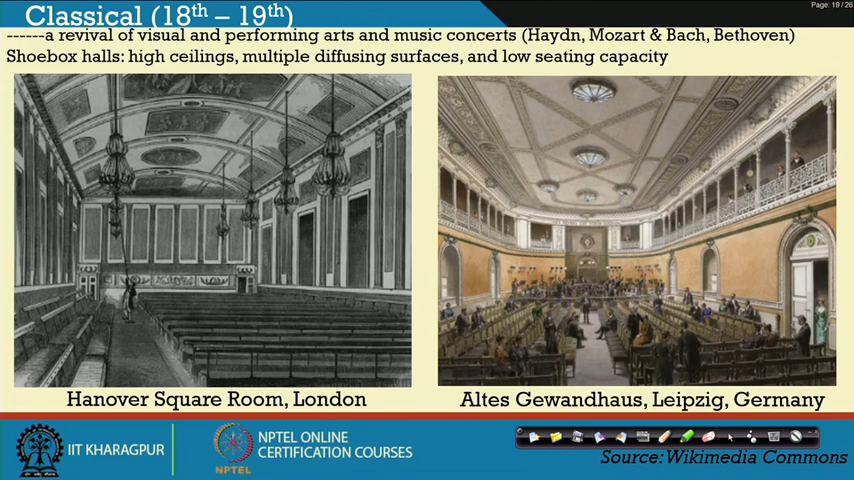 Page: 19 / 26
Classical (18th – 19th)
------a revival of visual and performing arts and music concerts (Haydn, Mozart & Bach, Bethoven)
Shoebox halls: high ceilings, multiple diffusing surfaces, and low seating capacity
Hanover Square Room, London
Altes Gewandhaus, Leipzig, Germany
IIT KHARAGPUR
NPTEL
NPTEL ONLINE
CERTIFICATION COURSES
Source: Wikimedia Commons